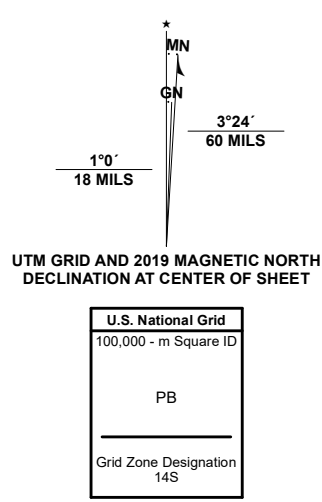 ★
MN
GN
3°24´
60 MILS
1°0´
18 MILS
UTM GRID AND 2019 MAGNETIC NORTH
DECLINATION AT CENTER OF SHEET
U.S. National Grid
100,000 - m Square ID
PB
Grid Zone Designation
14S